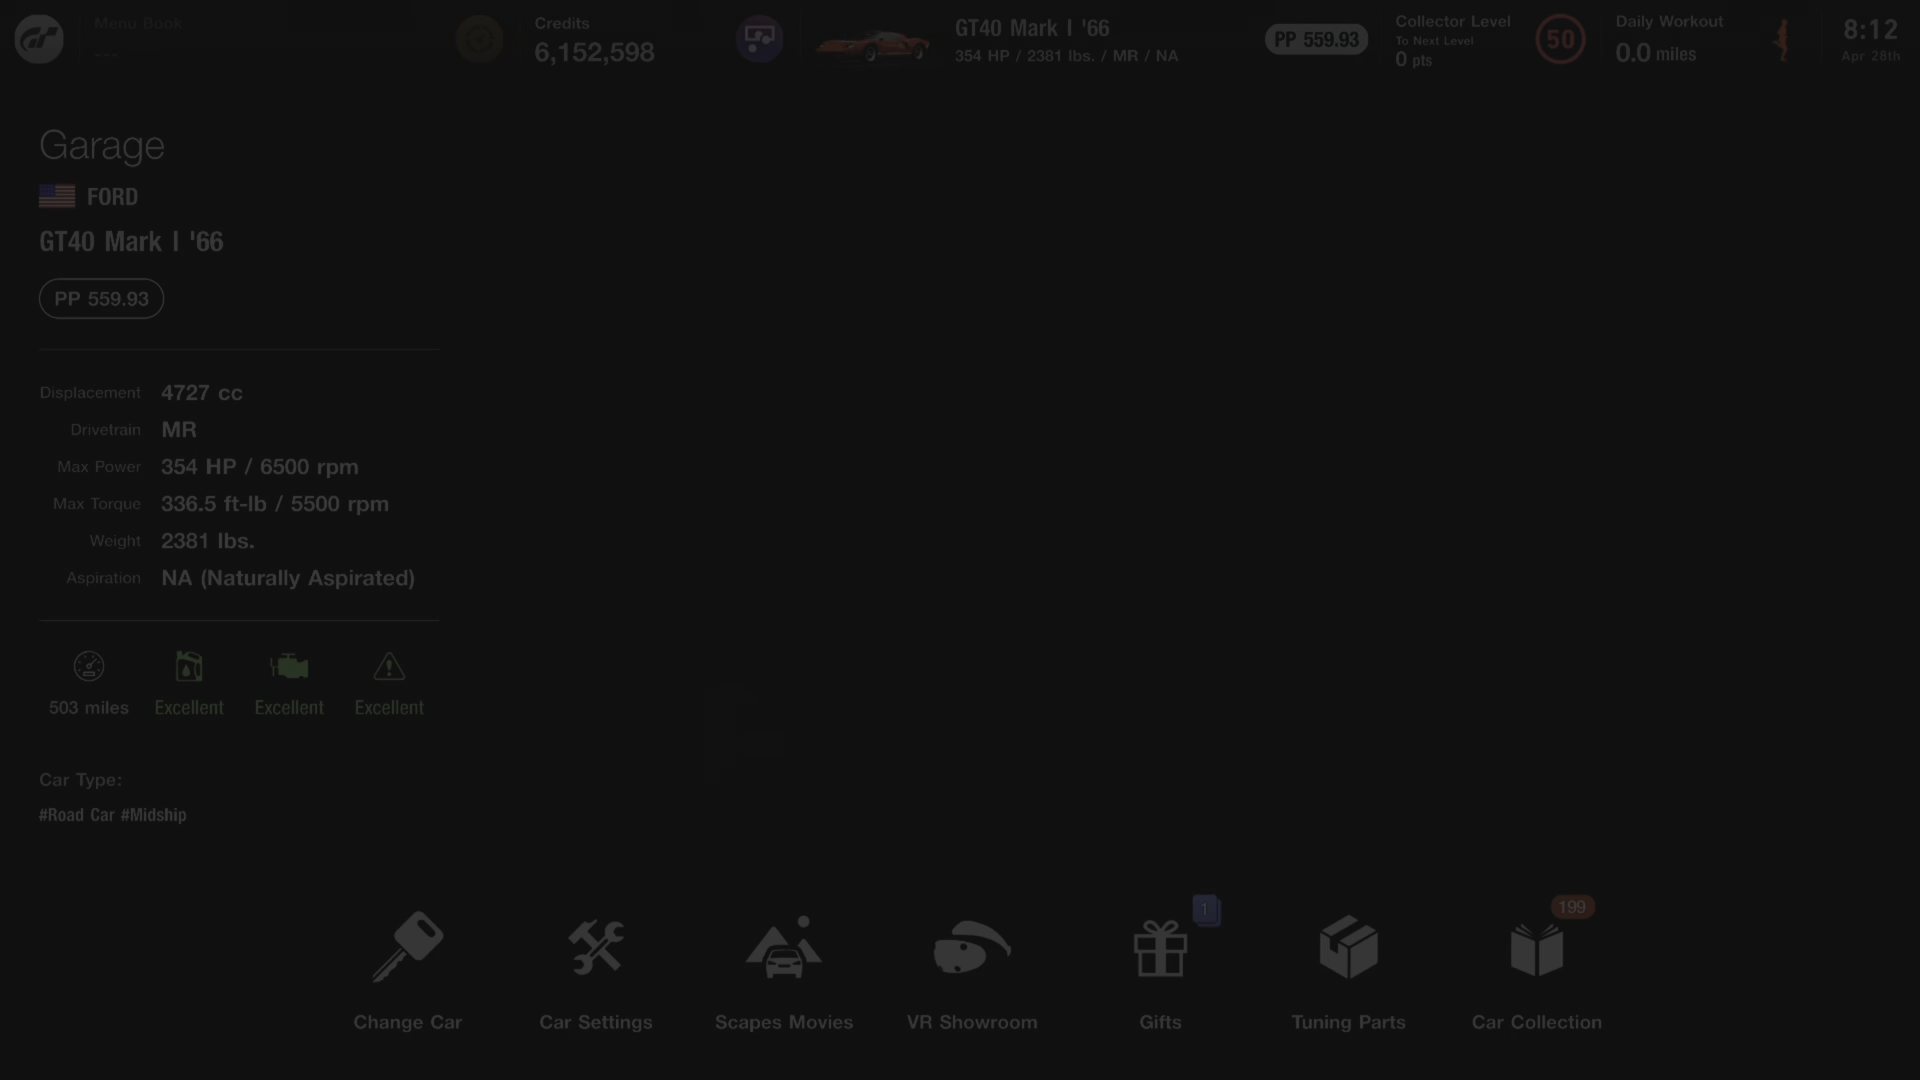 Menu Book
---
Credits
6,152,598
GT40 Mark I '66
354 HP / 2381 lbs. / MR / NA
PP 559.93
Collector Level
To Next Level
0 pts
50
Daily Workout
0.0 miles
8:12
Apr 28th
Garage
FORD
GT40 Mark I '66
PP 559.93
Displacement 4727 cc
Drivetrain MR
Max Power 354 HP / 6500 rpm
Max Torque 336.5 ft-lb / 5500 rpm
Weight 2381 lbs.
Aspiration NA (Naturally Aspirated)
503 miles Excellent Excellent Excellent
Car Type:
#Road Car #Midship
1
199
Change Car Car Settings Scapes Movies VR Showroom Gifts Tuning Parts Car Collection